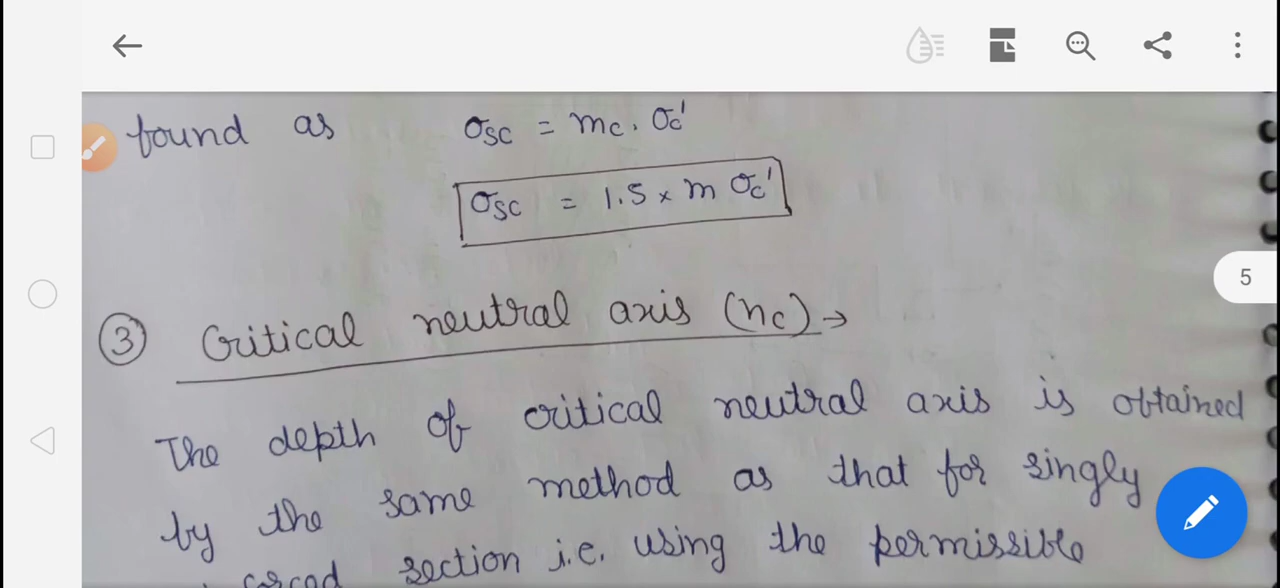 found as σsc = mc. σc'
σsc = 1.5 × m σc'
5
③ Critical neutral axis (nc) →
The depth of critical neutral axis is obtained
by the same method as that for singly
section i.e. using the permissible